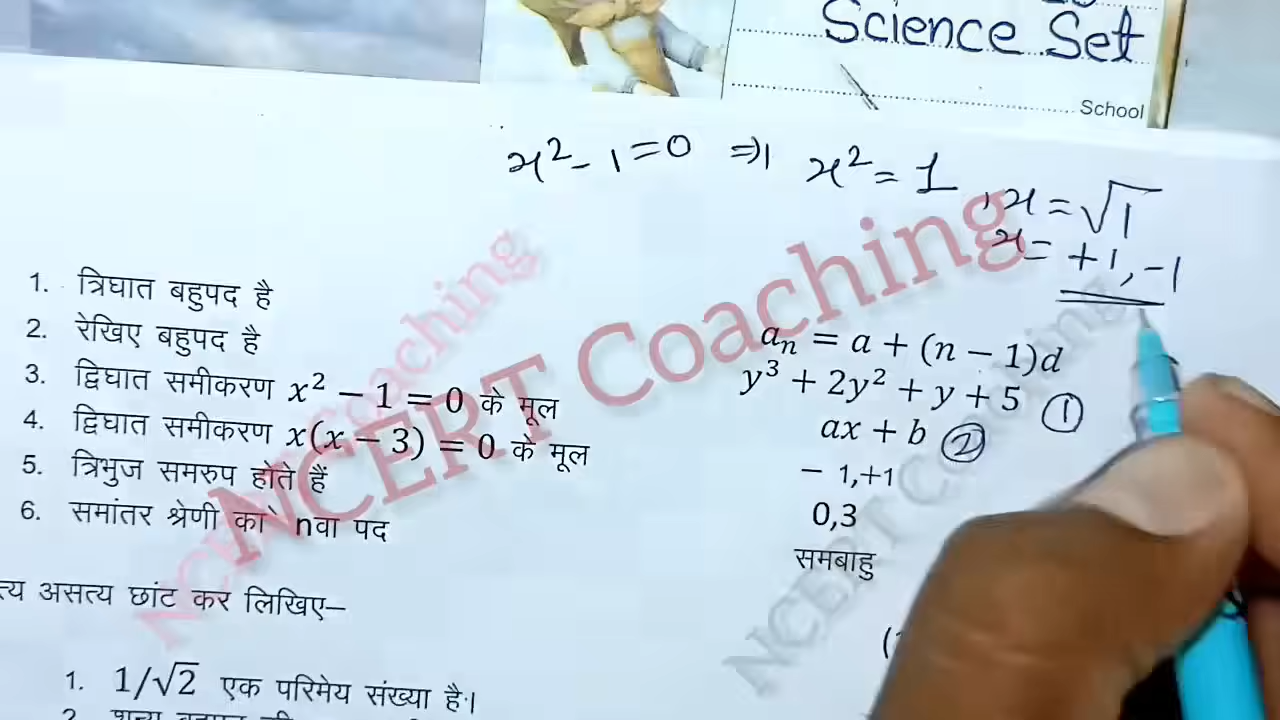 Science Set
School
x² - 1 = 0 ⇒ x² = 1, x = √1
x = +1, -1
1. त्रिघात बहुपद है
2. रेखिए बहुपद है
3. द्विघात समीकरण x² − 1 = 0 के मूल
4. द्विघात समीकरण x(x − 3) = 0 के मूल
5. त्रिभुज समरुप होते हैं
6. समांतर श्रेणी का nवा पद
aₙ = a + (n − 1)d
y³ + 2y² + y + 5 ①
ax + b ②
− 1,+1
0,3
समबाहु
त्य असत्य छांट कर लिखिए–
1. 1/√2 एक परिमेय संख्या है।
NCERT Coaching
NCERT Coaching
NCERT Coaching